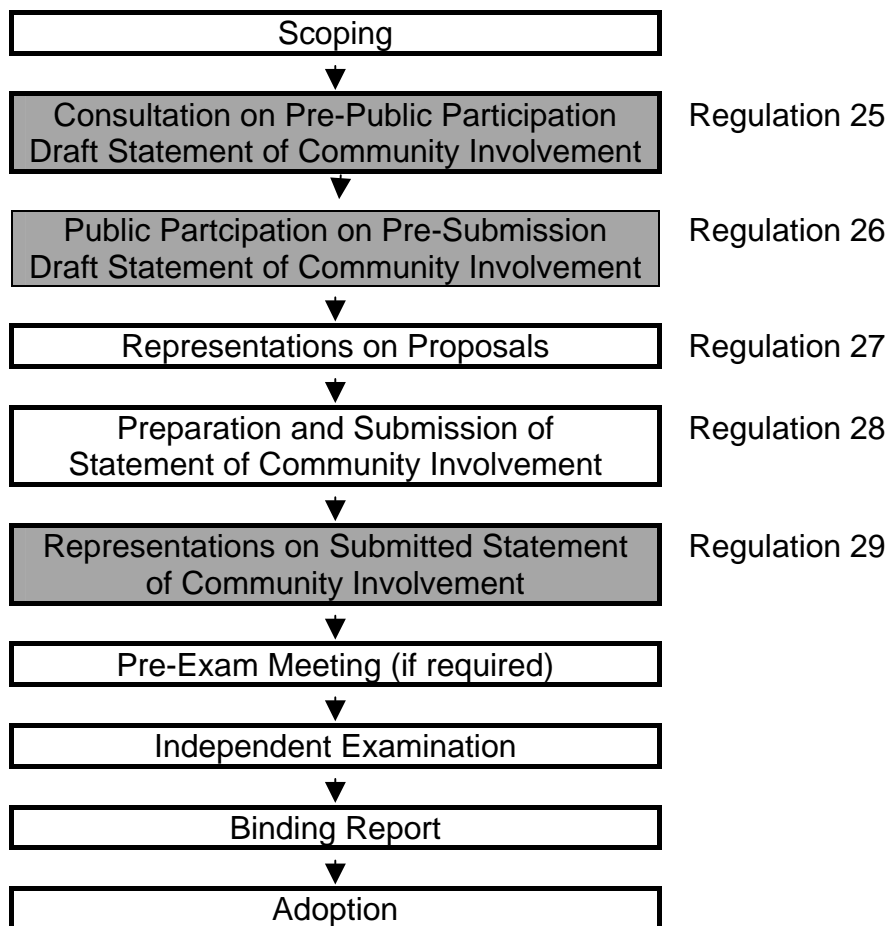 Scoping
Consultation on Pre-Public Participation
Draft Statement of Community Involvement
Regulation 25
Public Partcipation on Pre-Submission
Draft Statement of Community Involvement
Regulation 26
Representations on Proposals
Regulation 27
Preparation and Submission of
Statement of Community Involvement
Regulation 28
Representations on Submitted Statement
of Community Involvement
Regulation 29
Pre-Exam Meeting (if required)
Independent Examination
Binding Report
Adoption